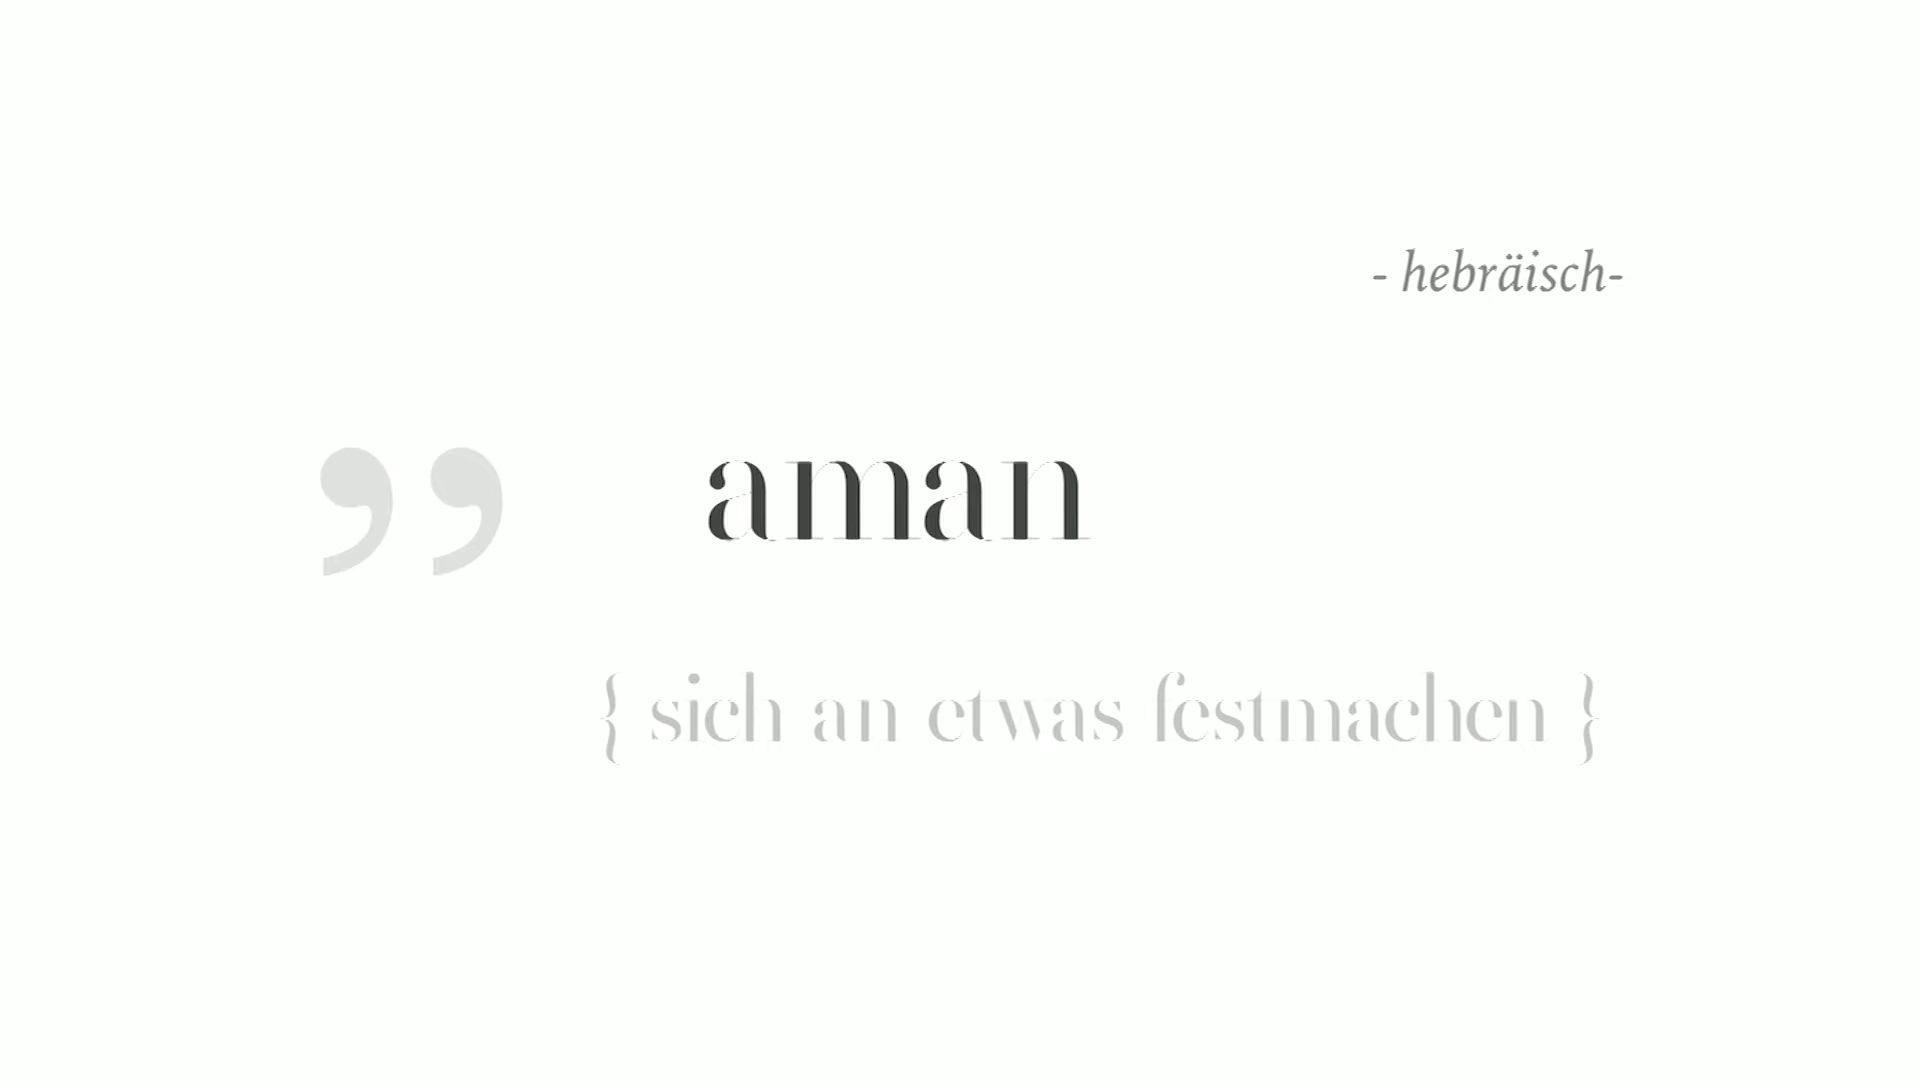 - hebräisch-
” aman
{ sich an etwas festmachen }